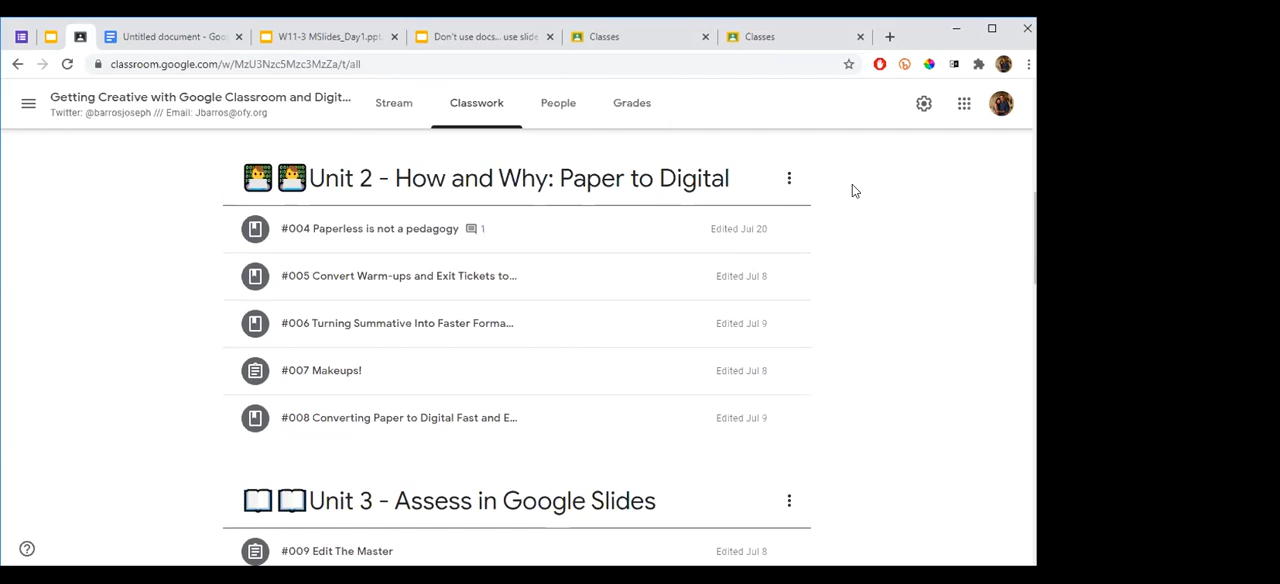 Untitled document - Goo
W11-3 MSlides_Day1.ppt.
Don't use docs... use slide
Classes
Classes
classroom.google.com/w/MzU3Nzc5Mzc3MzZa/t/all
Getting Creative with Google Classroom and Digit...
Twitter: @barrosjoseph /// Email: Jbarros@ofy.org
Stream
Classwork
People
Grades
Unit 2 - How and Why: Paper to Digital
#004 Paperless is not a pedagogy 1 Edited Jul 20
#005 Convert Warm-ups and Exit Tickets to... Edited Jul 8
#006 Turning Summative Into Faster Forma... Edited Jul 9
#007 Makeups! Edited Jul 8
#008 Converting Paper to Digital Fast and E... Edited Jul 9
Unit 3 - Assess in Google Slides
#009 Edit The Master Edited Jul 8